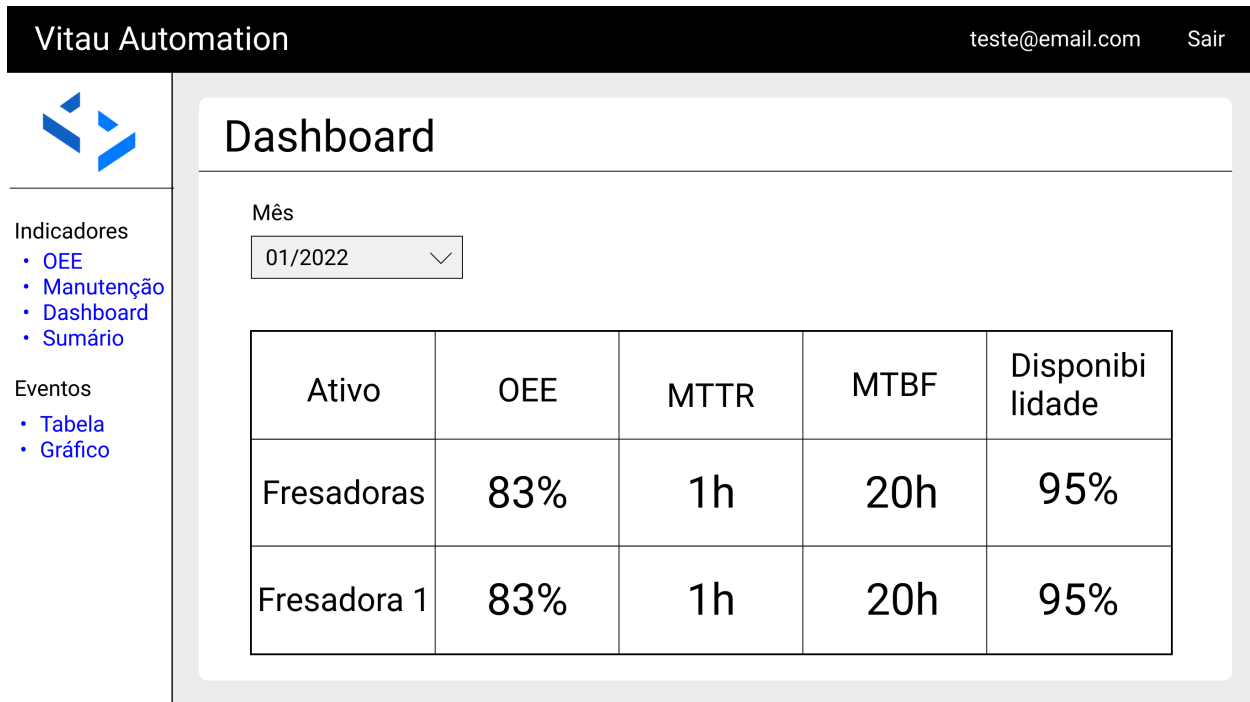 Vitau Automation
teste@email.com
Sair
Indicadores
• OEE
• Manutenção
• Dashboard
• Sumário
Eventos
• Tabela
• Gráfico
Dashboard
Mês
01/2022
Ativo OEE MTTR MTBF Disponibi
lidade
Fresadoras 83% 1h 20h 95%
Fresadora 1 83% 1h 20h 95%